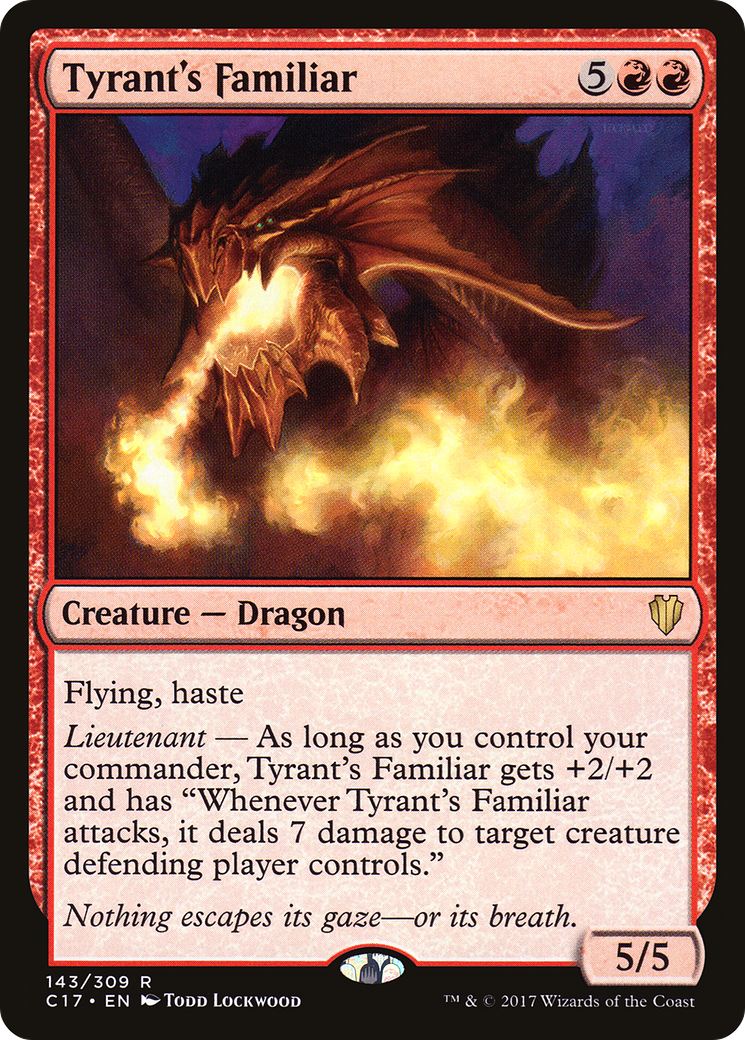 Tyrant's Familiar 5
Creature — Dragon
Flying, haste
Lieutenant — As long as you control your
commander, Tyrant's Familiar gets +2/+2
and has “Whenever Tyrant's Familiar
attacks, it deals 7 damage to target creature
defending player controls.”
Nothing escapes its gaze—or its breath.
5/5
143/309 R
C17 • EN Todd Lockwood
™ & © 2017 Wizards of the Coast